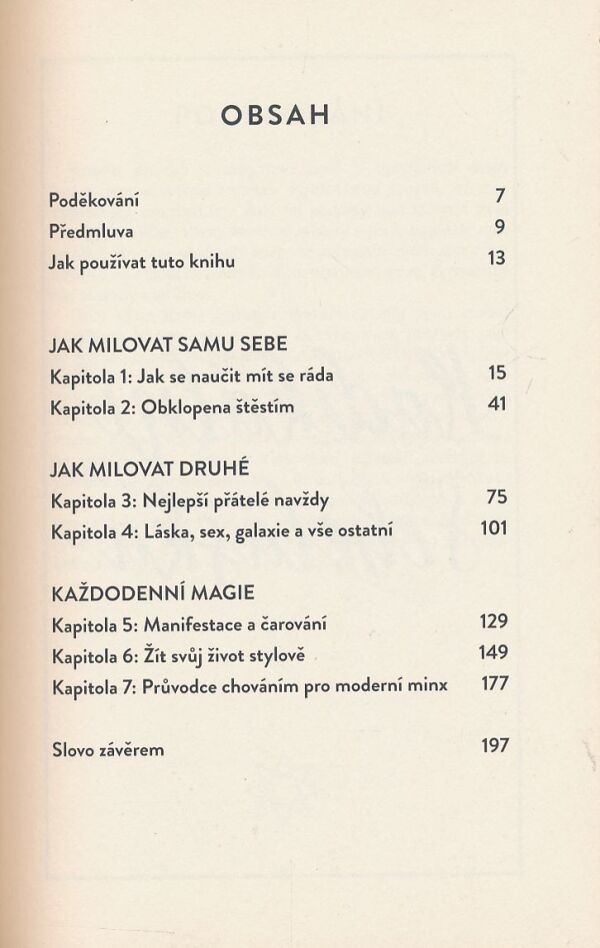 OBSAH
Poděkování 7
Předmluva 9
Jak používat tuto knihu 13
JAK MILOVAT SAMU SEBE
Kapitola 1: Jak se naučit mít se ráda 15
Kapitola 2: Obklopena štěstím 41
JAK MILOVAT DRUHÉ
Kapitola 3: Nejlepší přátelé navždy 75
Kapitola 4: Láska, sex, galaxie a vše ostatní 101
KAŽDODENNÍ MAGIE
Kapitola 5: Manifestace a čarování 129
Kapitola 6: Žít svůj život stylově 149
Kapitola 7: Průvodce chováním pro moderní minx 177
Slovo závěrem 197